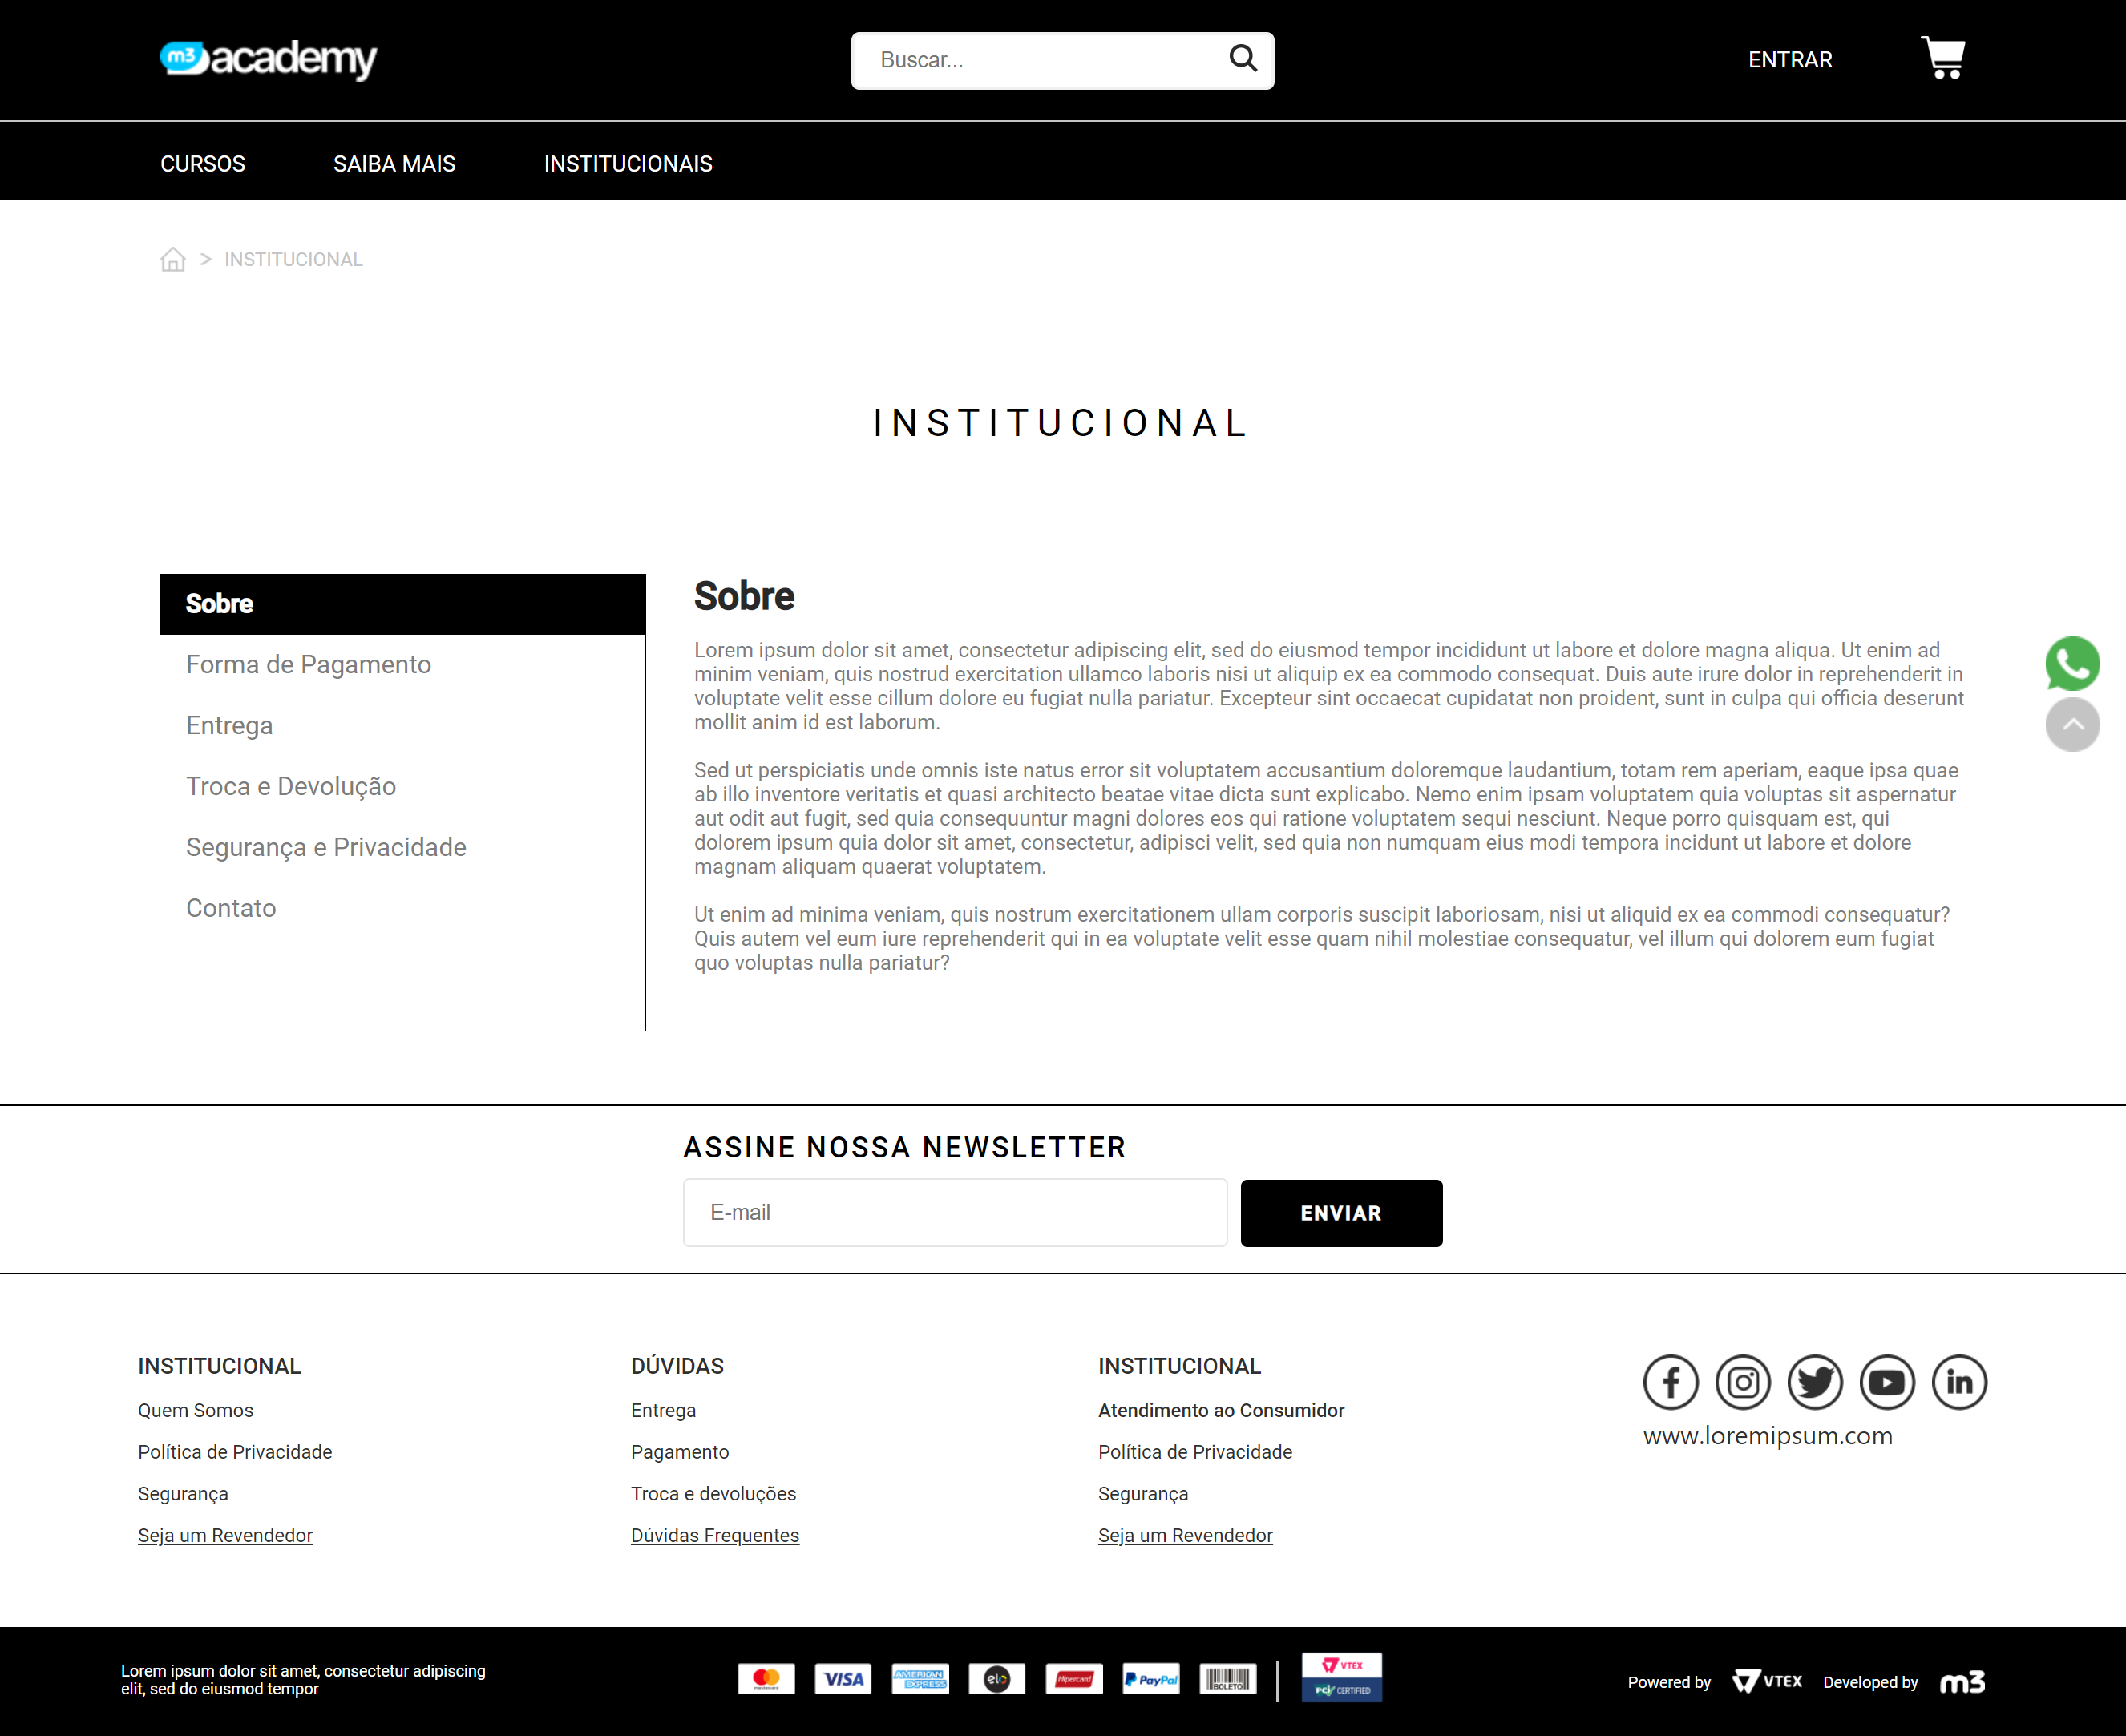 m3 academy
Buscar...
ENTRAR
CURSOS
SAIBA MAIS
INSTITUCIONAIS
> INSTITUCIONAL
INSTITUCIONAL
Sobre
Forma de Pagamento
Entrega
Troca e Devolução
Segurança e Privacidade
Contato
Sobre
Lorem ipsum dolor sit amet, consectetur adipiscing elit, sed do eiusmod tempor incididunt ut labore et dolore magna aliqua. Ut enim ad
minim veniam, quis nostrud exercitation ullamco laboris nisi ut aliquip ex ea commodo consequat. Duis aute irure dolor in reprehenderit in
voluptate velit esse cillum dolore eu fugiat nulla pariatur. Excepteur sint occaecat cupidatat non proident, sunt in culpa qui officia deserunt
mollit anim id est laborum.
Sed ut perspiciatis unde omnis iste natus error sit voluptatem accusantium doloremque laudantium, totam rem aperiam, eaque ipsa quae
ab illo inventore veritatis et quasi architecto beatae vitae dicta sunt explicabo. Nemo enim ipsam voluptatem quia voluptas sit aspernatur
aut odit aut fugit, sed quia consequuntur magni dolores eos qui ratione voluptatem sequi nesciunt. Neque porro quisquam est, qui
dolorem ipsum quia dolor sit amet, consectetur, adipisci velit, sed quia non numquam eius modi tempora incidunt ut labore et dolore
magnam aliquam quaerat voluptatem.
Ut enim ad minima veniam, quis nostrum exercitationem ullam corporis suscipit laboriosam, nisi ut aliquid ex ea commodi consequatur?
Quis autem vel eum iure reprehenderit qui in ea voluptate velit esse quam nihil molestiae consequatur, vel illum qui dolorem eum fugiat
quo voluptas nulla pariatur?
ASSINE NOSSA NEWSLETTER
E-mail
ENVIAR
INSTITUCIONAL
Quem Somos
Política de Privacidade
Segurança
Seja um Revendedor
DÚVIDAS
Entrega
Pagamento
Troca e devoluções
Dúvidas Frequentes
INSTITUCIONAL
Atendimento ao Consumidor
Política de Privacidade
Segurança
Seja um Revendedor
www.loremipsum.com
Lorem ipsum dolor sit amet, consectetur adipiscing
elit, sed do eiusmod tempor
mastercard
VISA
AMERICAN
EXPRESS
elo
Hipercard
PayPal
BOLETO
VTEX
PCI CERTIFIED
Powered by
VTEX
Developed by
m3